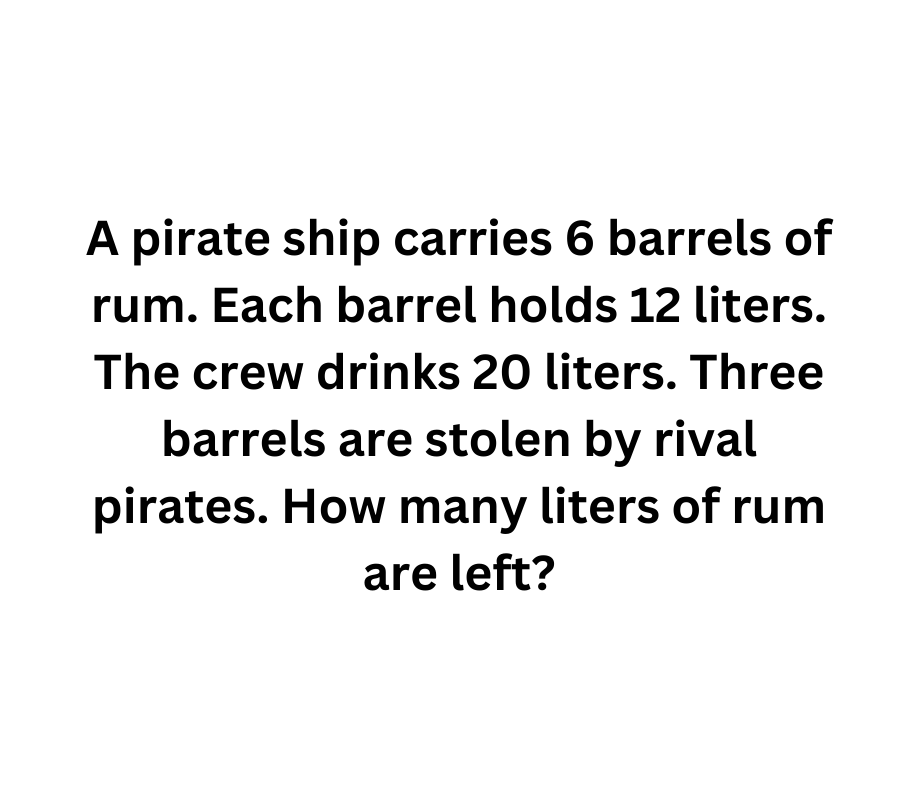 A pirate ship carries 6 barrels of
rum. Each barrel holds 12 liters.
The crew drinks 20 liters. Three
barrels are stolen by rival
pirates. How many liters of rum
are left?